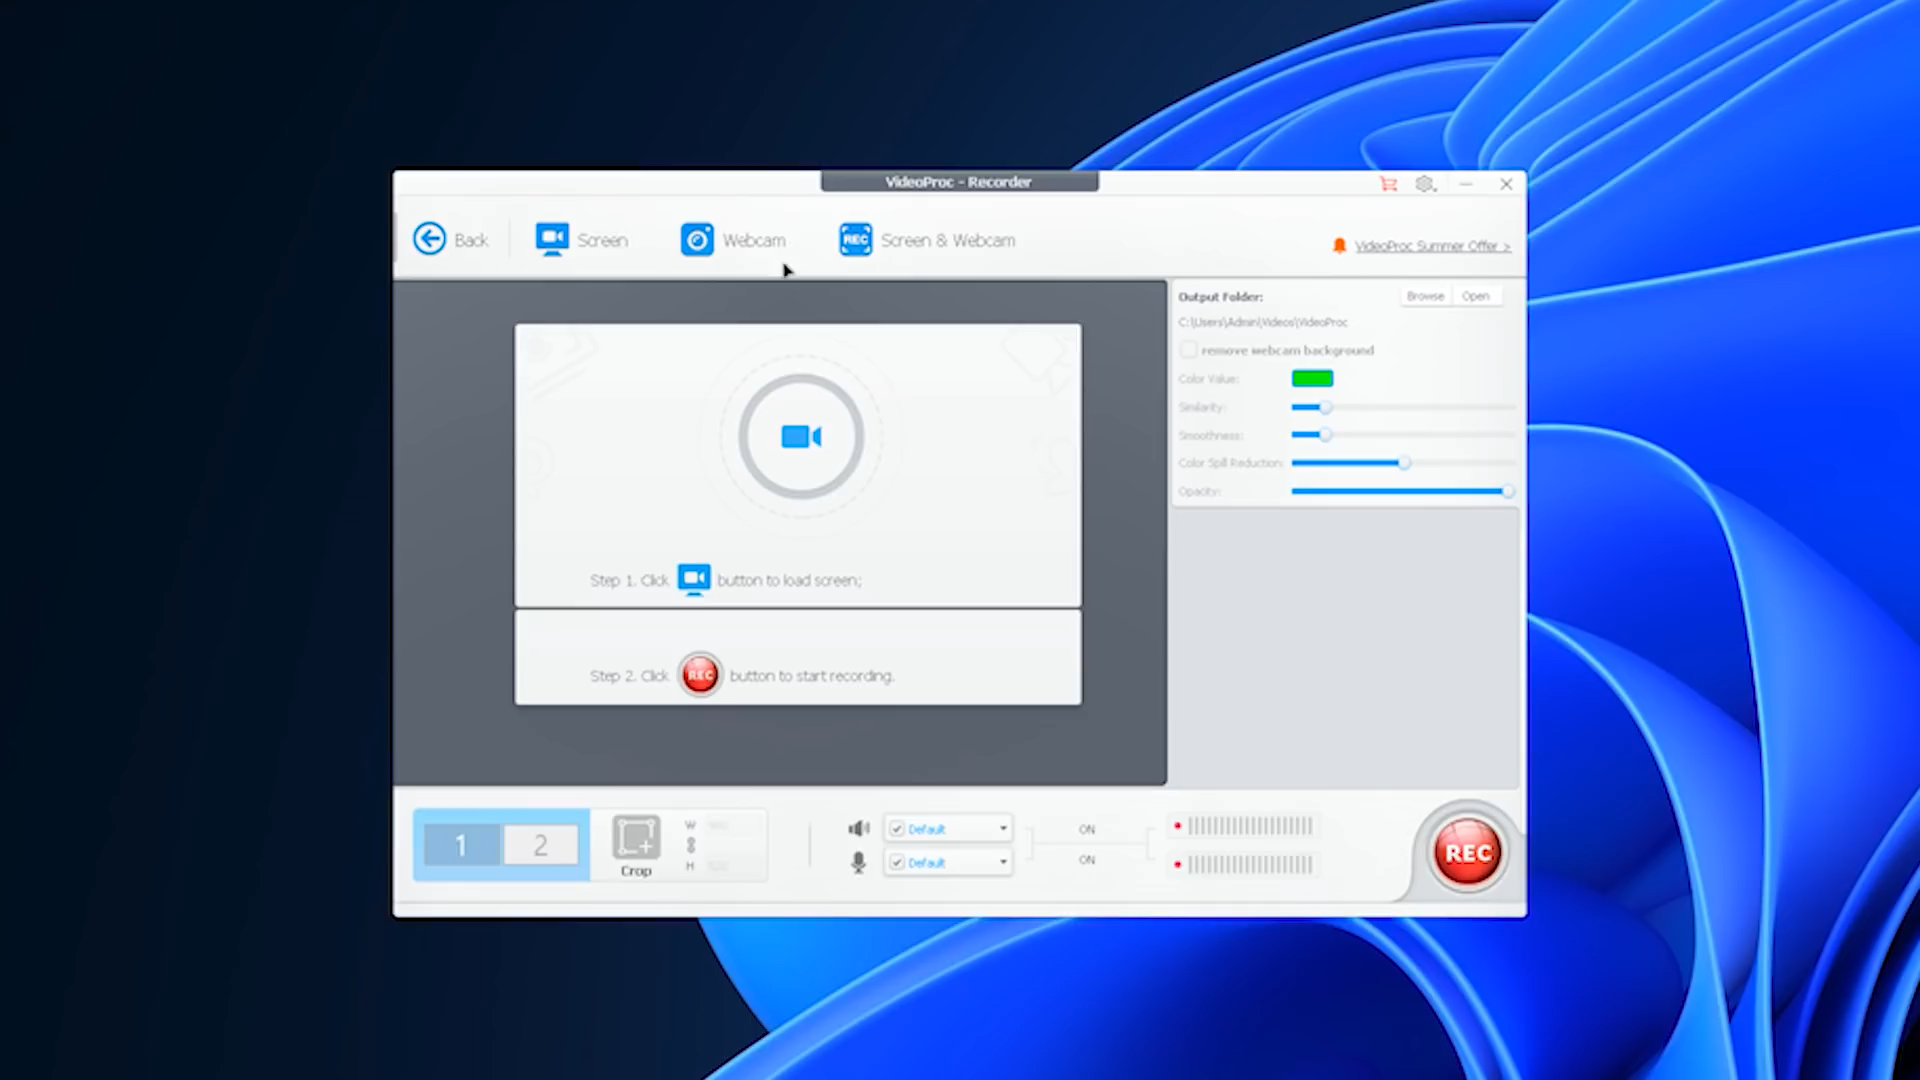 VideoProc - Recorder
Back
Screen
Webcam
REC
Screen & Webcam
VideoProc Summer Offer >
Output Folder:
Browse
Open
C:\Users\Admin\Videos\VideoProc
remove webcam background
Color Value:
Similarity:
Smoothness:
Color Spill Reduction:
Opacity:
Step 1. Click button to load screen;
Step 2. Click REC button to start recording.
1
2
Crop
W
H
Default
ON
Default
ON
REC